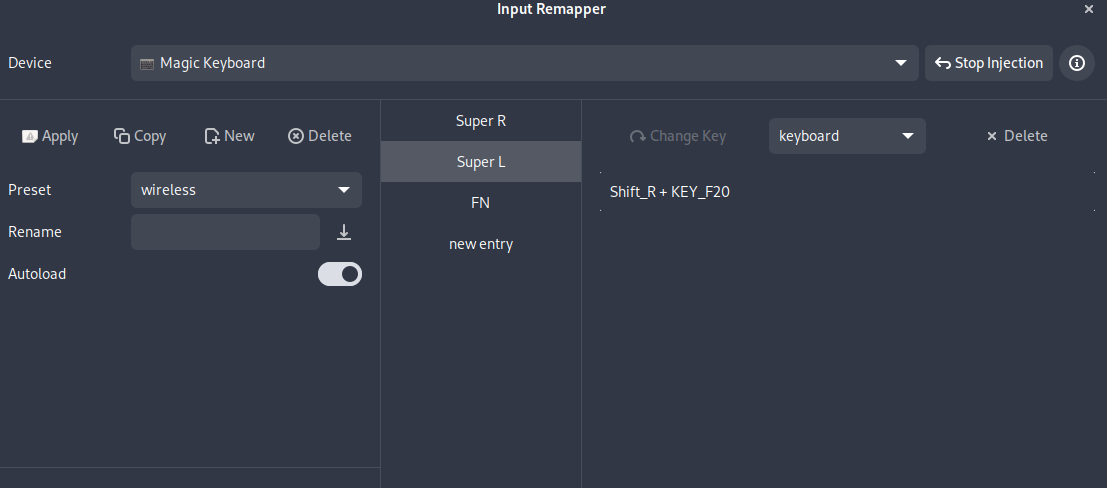 Input Remapper
Device
Magic Keyboard
Stop Injection
Apply
Copy
New
Delete
Preset
wireless
Rename
Autoload
Super R
Super L
FN
new entry
Change Key
keyboard
Delete
Shift_R + KEY_F20